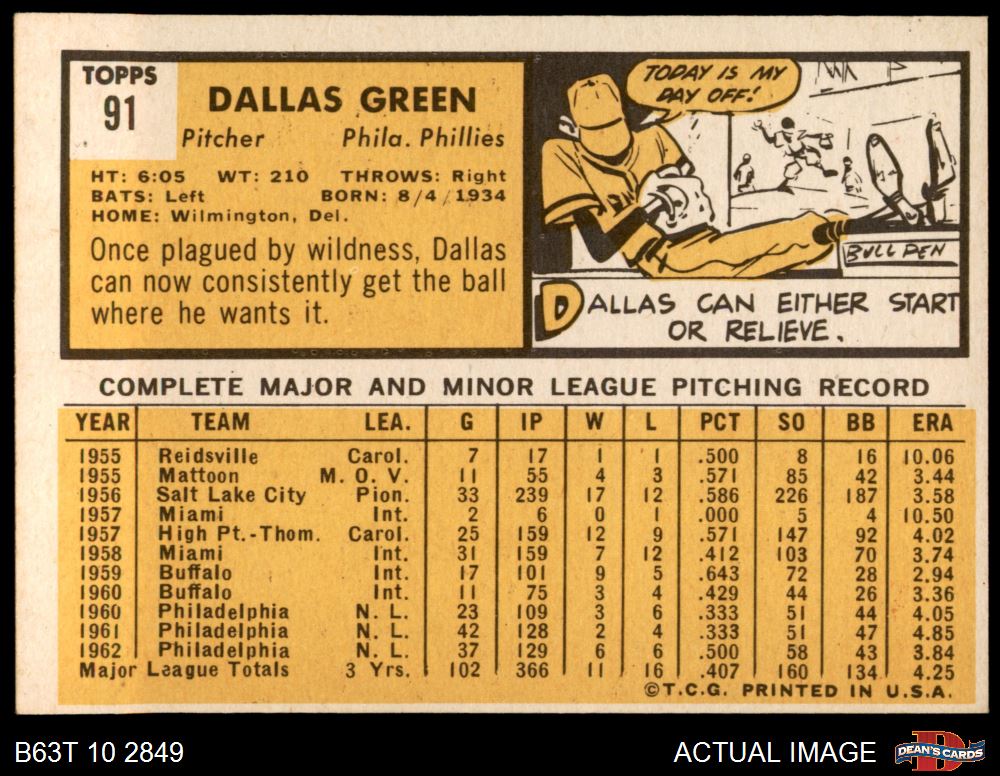 TOPPS
91
DALLAS GREEN
Pitcher Phila. Phillies
HT: 6:05 WT: 210 THROWS: Right
BATS: Left BORN: 8/4/1934
HOME: Wilmington, Del.
Once plagued by wildness, Dallas
can now consistently get the ball
where he wants it.
TODAY IS MY
DAY OFF!
BULL PEN
DALLAS CAN EITHER START
OR RELIEVE.
COMPLETE MAJOR AND MINOR LEAGUE PITCHING RECORD
YEAR TEAM LEA. G IP W L PCT SO BB ERA
1955 Reidsville Carol. 7 17 1 1 .500 8 16 10.06
1955 Mattoon M. O. V. 11 55 4 3 .571 85 42 3.44
1956 Salt Lake City Pion. 33 239 17 12 .586 226 187 3.58
1957 Miami Int. 2 6 0 1 .000 5 4 10.50
1957 High Pt.-Thom. Carol. 25 159 12 9 .571 147 92 4.02
1958 Miami Int. 31 159 7 12 .412 103 70 3.74
1959 Buffalo Int. 17 101 9 5 .643 72 28 2.94
1960 Buffalo Int. 11 75 3 4 .429 44 26 3.36
1960 Philadelphia N. L. 23 109 3 6 .333 51 44 4.05
1961 Philadelphia N. L. 42 128 2 4 .333 51 47 4.85
1962 Philadelphia N. L. 37 129 6 6 .500 58 43 3.84
Major League Totals 3 Yrs. 102 366 11 16 .407 160 134 4.25
©T.C.G. PRINTED IN U.S.A.
B63T 10 2849 ACTUAL IMAGE
DEAN'S CARDS